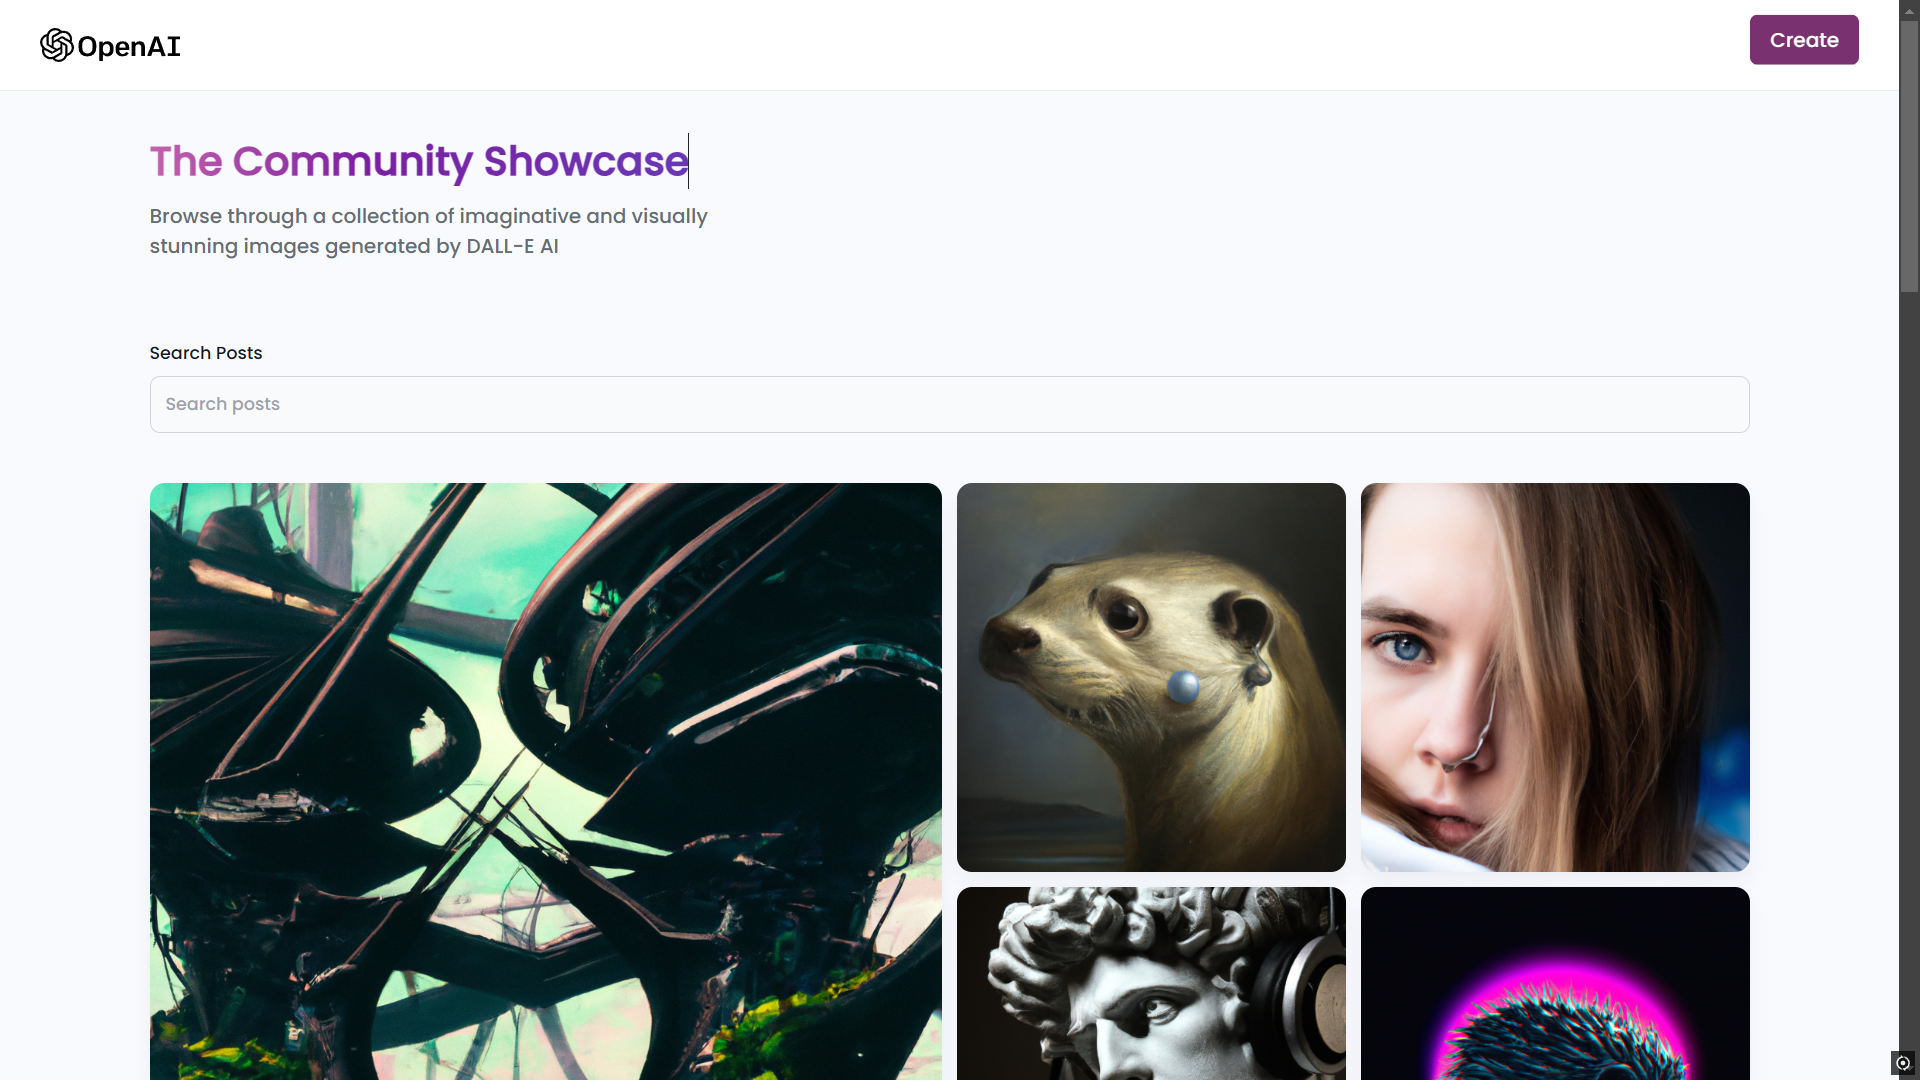 OpenAI
Create
The Community Showcase
Browse through a collection of imaginative and visually
stunning images generated by DALL-E AI
Search Posts
Search posts